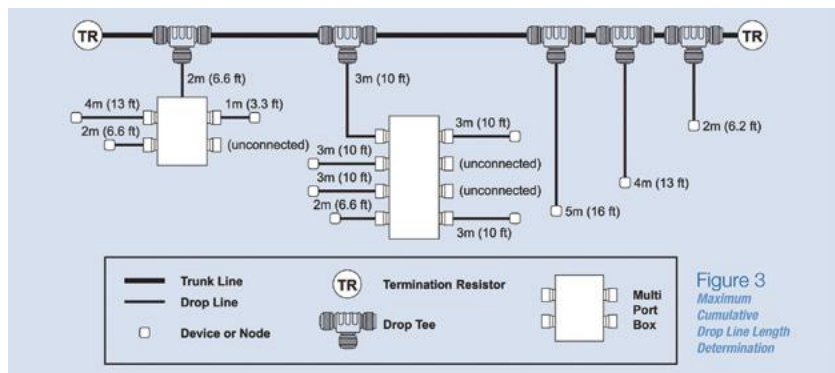 TR
TR
2m (6.6 ft)
3m (10 ft)
4m (13 ft)
1m (3.3 ft)
2m (6.6 ft)
(unconnected)
3m (10 ft)
3m (10 ft)
(unconnected)
3m (10 ft)
(unconnected)
2m (6.6 ft)
3m (10 ft)
5m (16 ft)
4m (13 ft)
2m (6.2 ft)
Trunk Line
Drop Line
Device or Node
TR
Termination Resistor
Drop Tee
Multi
Port
Box
Figure 3
Maximum
Cumulative
Drop Line Length
Determination